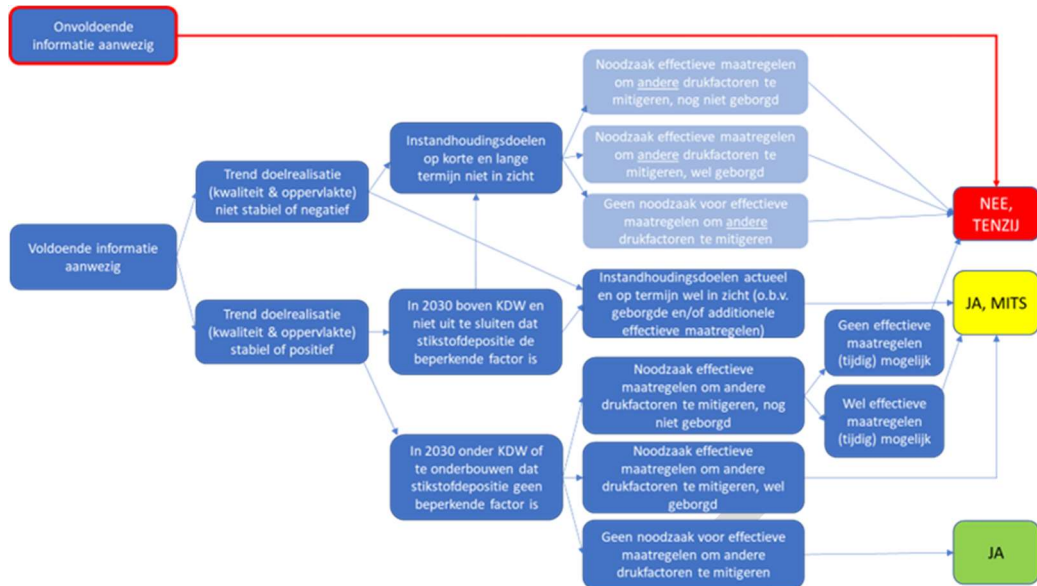 Onvoldoende
informatie aanwezig
Noodzaak effectieve maatregelen
om andere drukfactoren te
mitigeren, nog niet geborgd
Instandhoudingsdoelen
op korte en lange
termijn niet in zicht
Noodzaak effectieve maatregelen
om andere drukfactoren te
mitigeren, wel geborgd
Trend doelrealisatie
(kwaliteit & oppervlakte)
niet stabiel of negatief
Geen noodzaak voor effectieve
maatregelen om andere
drukfactoren te mitigeren
NEE,
TENZIJ
Voldoende informatie
aanwezig
Trend doelrealisatie
(kwaliteit & oppervlakte)
stabiel of positief
In 2030 boven KDW en
niet uit te sluiten dat
stikstofdepositie de
beperkende factor is
Instandhoudingsdoelen actueel
en op termijn wel in zicht (o.b.v.
geborgde en/of additionele
effectieve maatregelen)
JA, MITS
Geen effectieve
maatregelen
(tijdig) mogelijk
Noodzaak effectieve
maatregelen om andere
drukfactoren te mitigeren, nog
niet geborgd
Wel effectieve
maatregelen
(tijdig) mogelijk
In 2030 onder KDW of
te onderbouwen dat
stikstofdepositie geen
beperkende factor is
Noodzaak effectieve
maatregelen om andere
drukfactoren te mitigeren, wel
geborgd
Geen noodzaak voor effectieve
maatregelen om andere
drukfactoren te mitigeren
JA